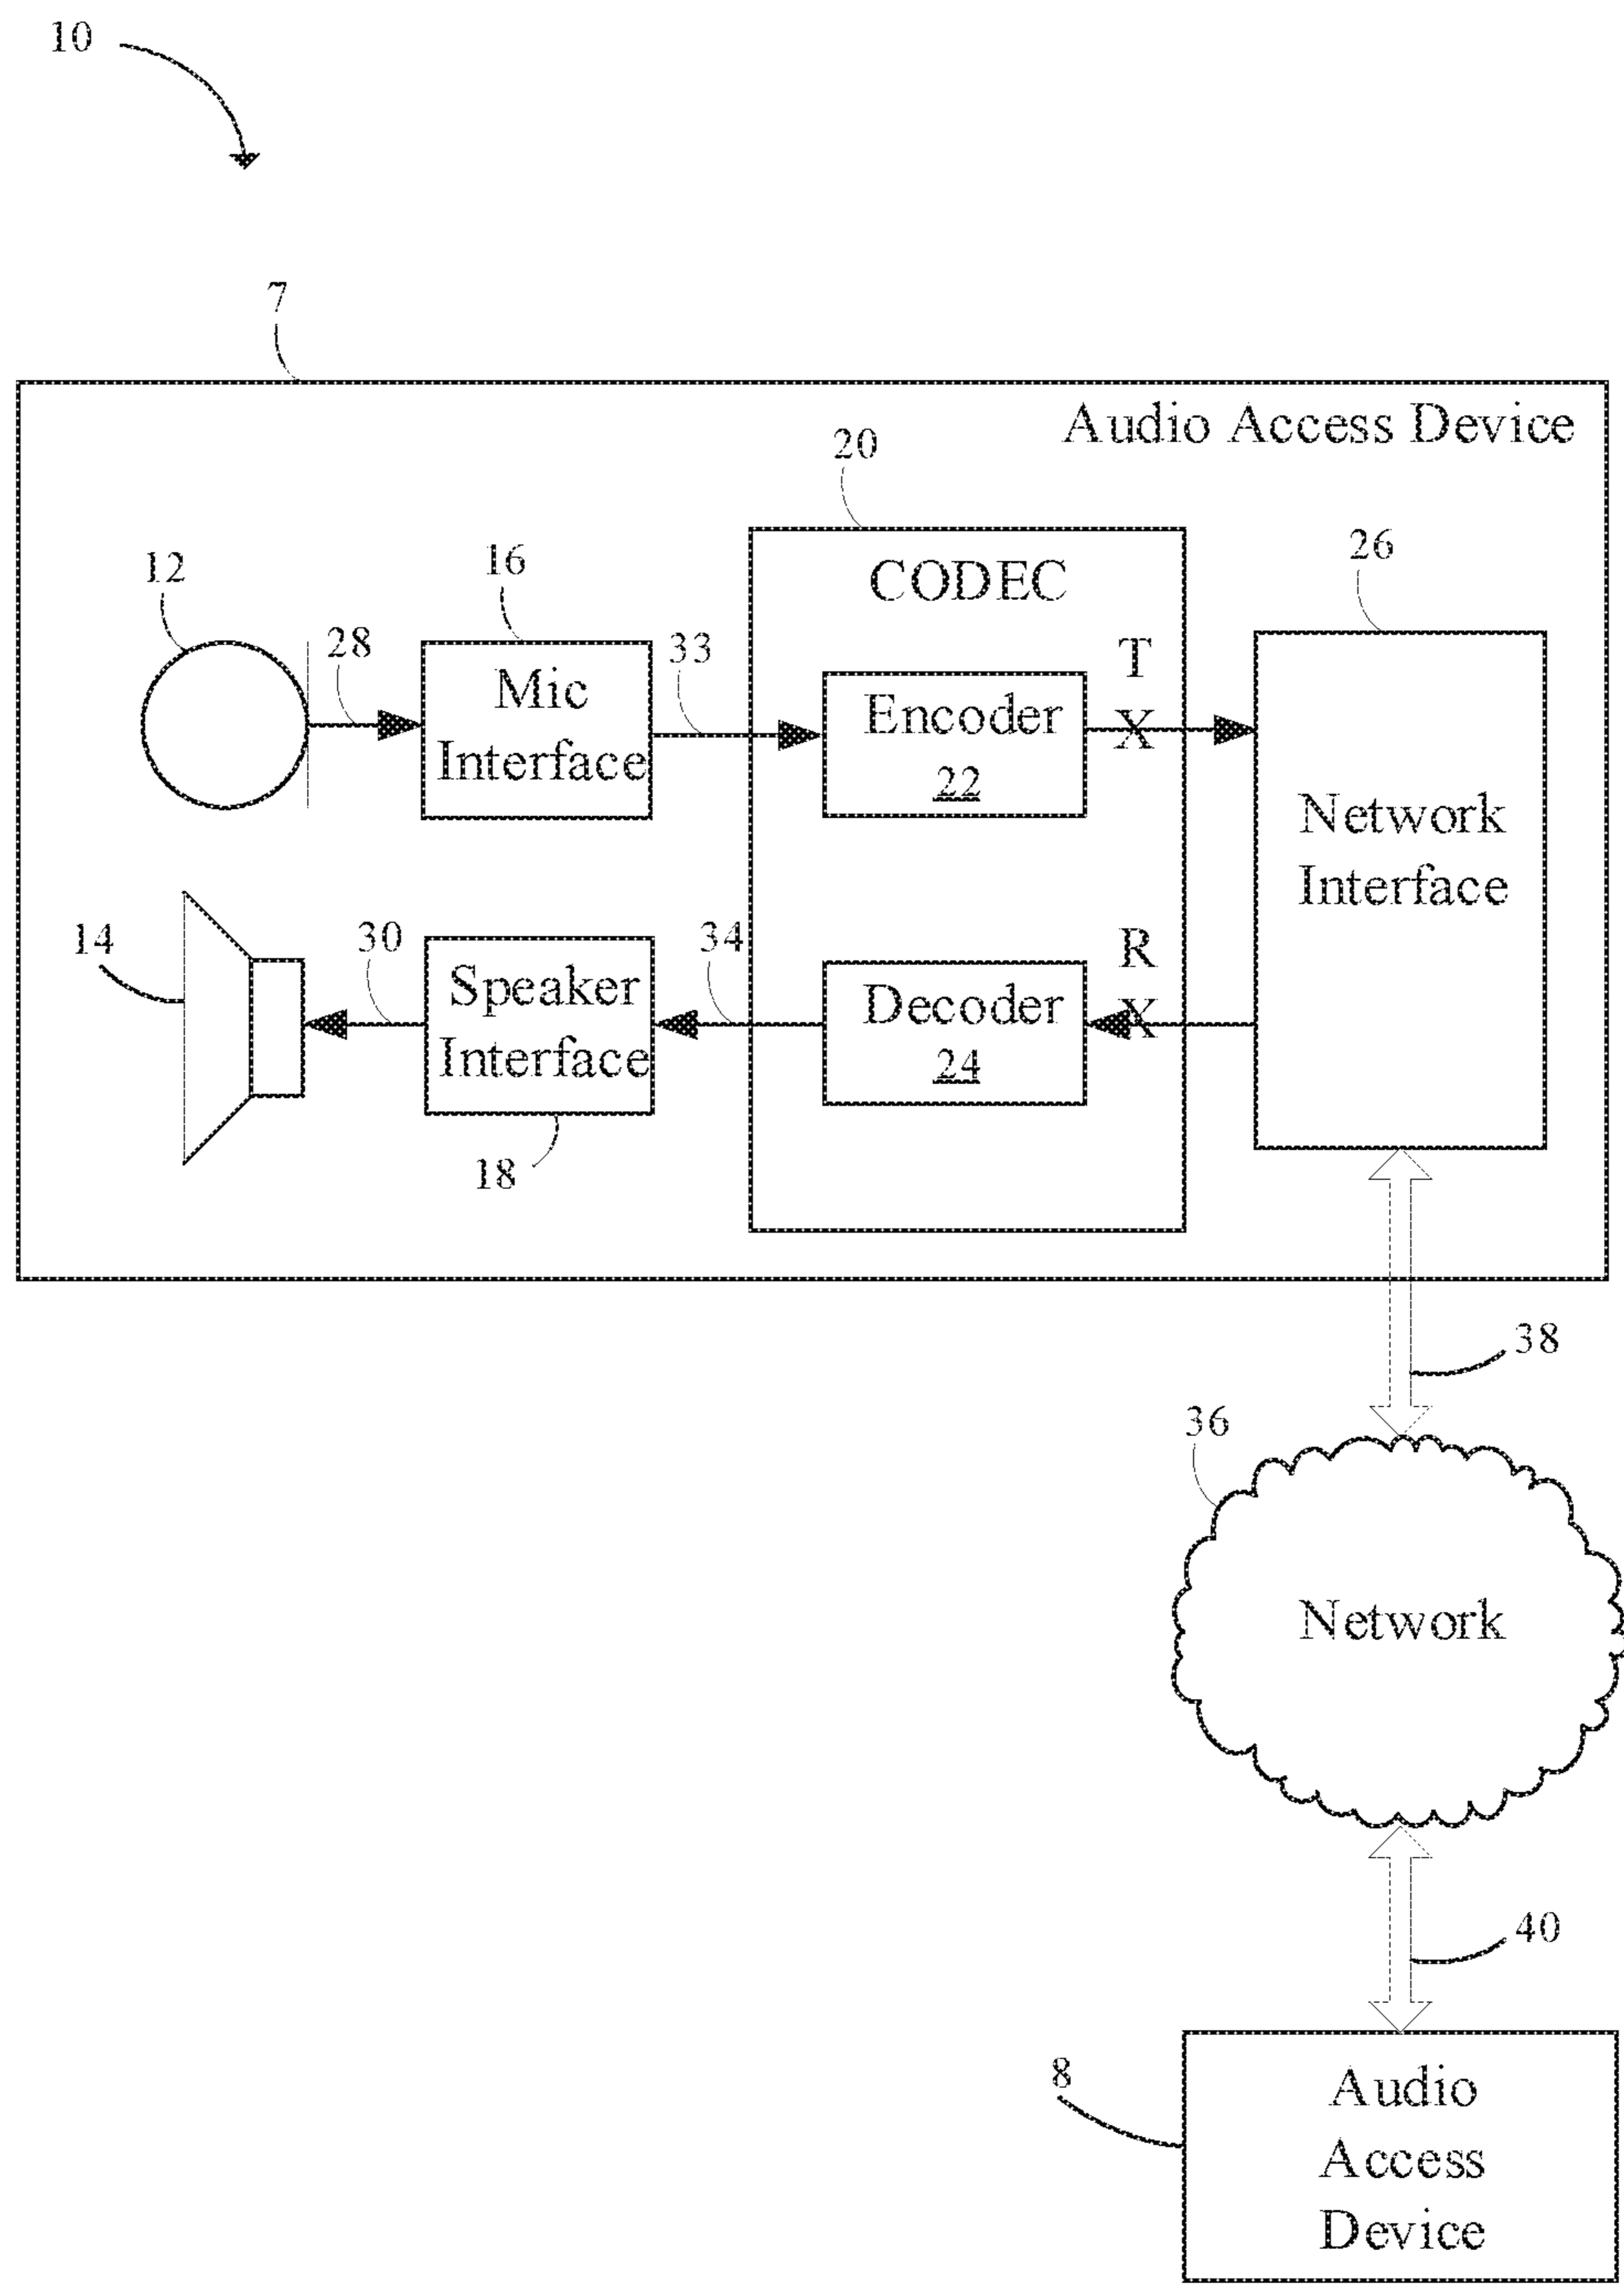 10
7
Audio Access Device
20
12
28
16
33
CODEC
26
Mic
Interface
Encoder
22
T
X
Network
Interface
14
30
34
Speaker
Interface
18
Decoder
24
R
X
38
36
Network
40
8
Audio
Access
Device